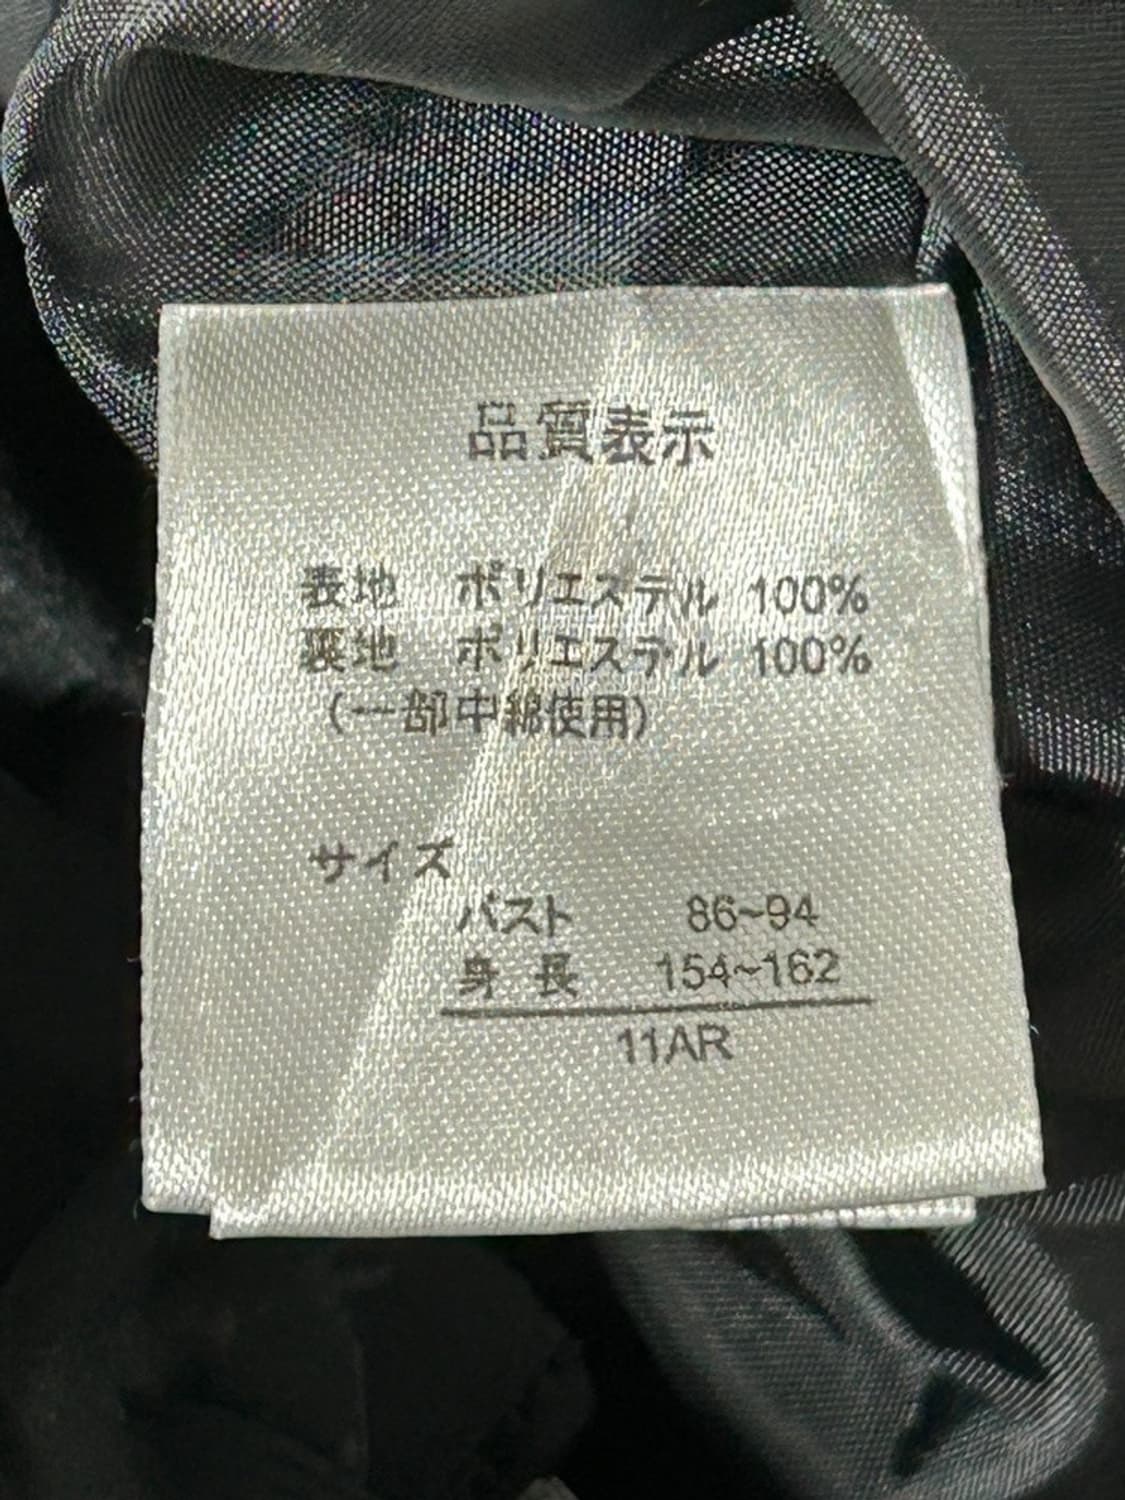 品質表示
表地 ポリエステル 100%
裏地 ポリエステル 100%
(一部中綿使用)
サイズ
バスト 86~94
身長 154~162
11AR